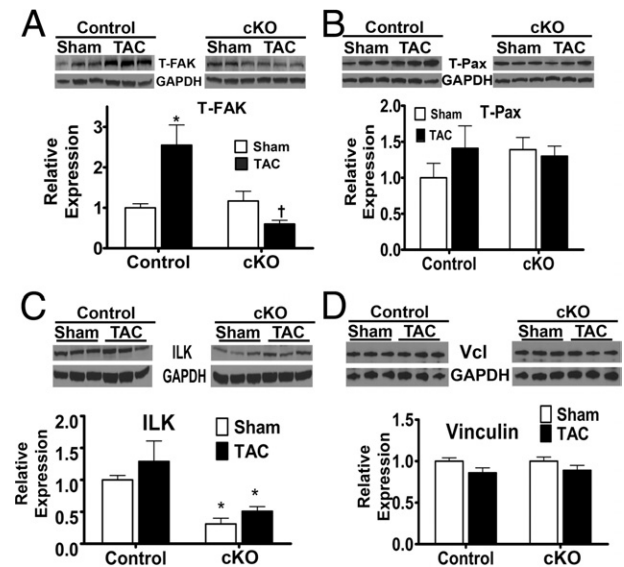 A
Control
cKO
Sham TAC
Sham TAC
T-FAK
GAPDH
T-FAK
Relative
Expression
3
2
1
0
*
†
Sham
TAC
Control
cKO
B
Control
cKO
Sham TAC
Sham TAC
T-Pax
GAPDH
T-Pax
Relative
Expression
2.0
1.5
1.0
0.5
0.0
Sham
TAC
Control
cKO
C
Control
cKO
Sham TAC
Sham TAC
ILK
GAPDH
ILK
Relative
Expression
2.0
1.5
1.0
0.5
0.0
* *
Sham
TAC
Control
cKO
D
Control
cKO
Sham TAC
Sham TAC
Vcl
GAPDH
Vinculin
Relative
Expression
1.5
1.0
0.5
0.0
Sham
TAC
Control
cKO